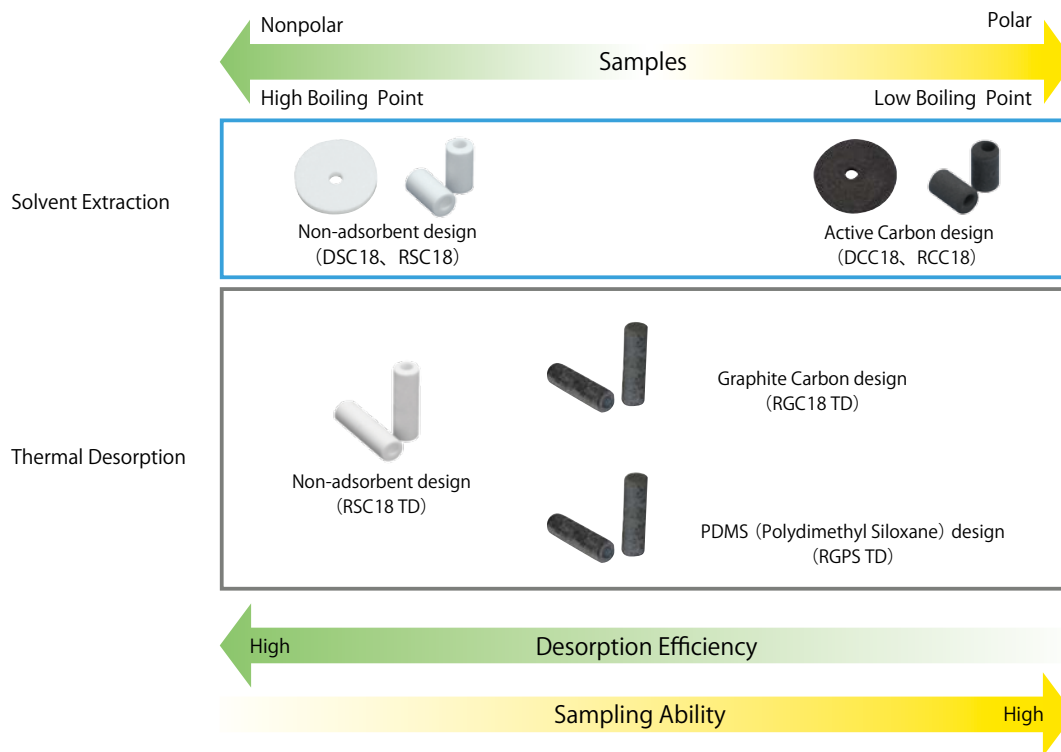 Nonpolar
Polar
Samples
High Boiling Point
Low Boiling Point
Solvent Extraction
Non-adsorbent design
（DSC18、RSC18）
Active Carbon design
（DCC18、RCC18）
Thermal Desorption
Non-adsorbent design
（RSC18 TD）
Graphite Carbon design
（RGC18 TD）
PDMS（Polydimethyl Siloxane）design
（RGPS TD）
High
Desorption Efficiency
Sampling Ability
High